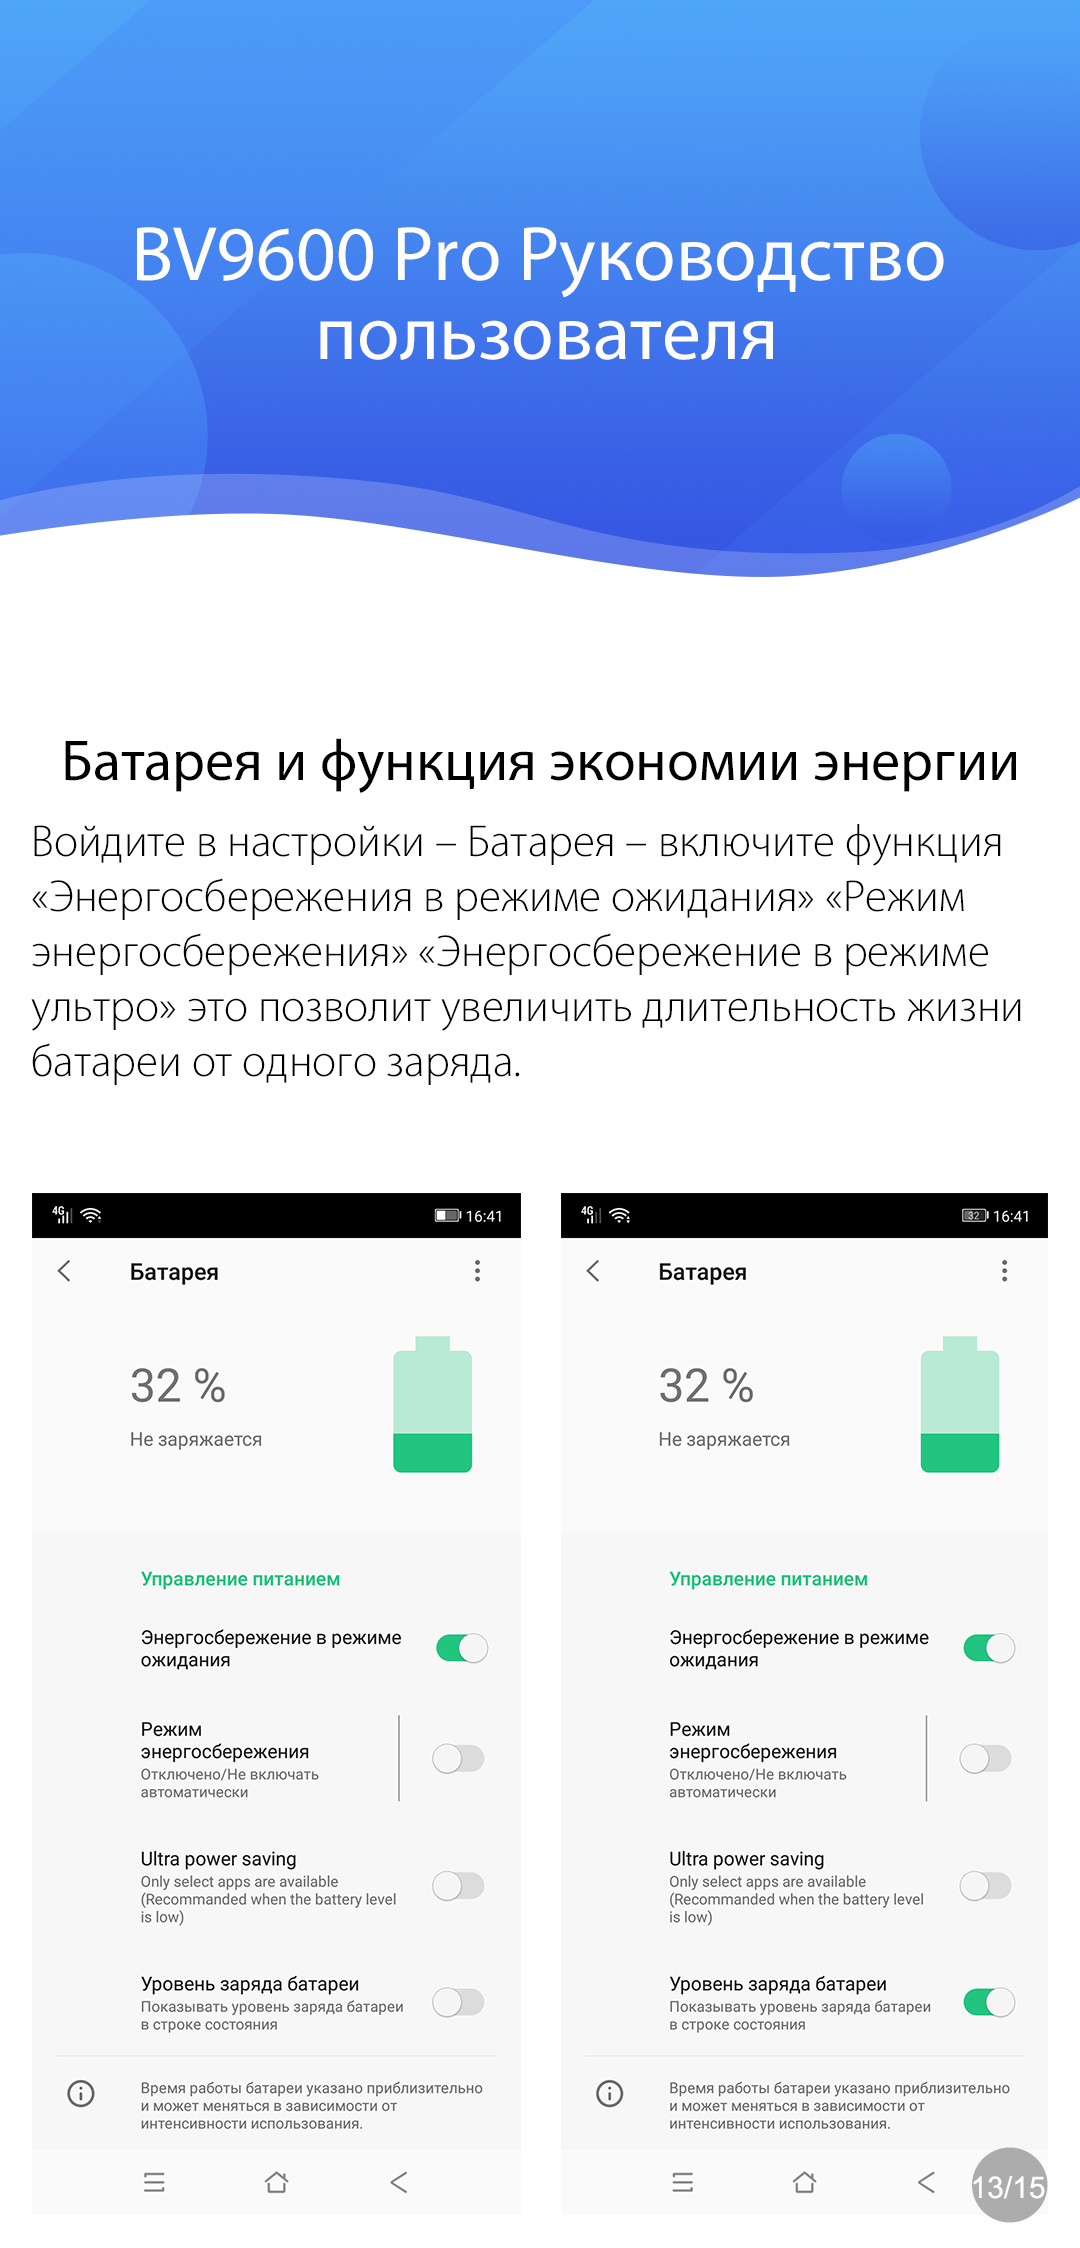 BV9600 Pro Руководство
пользователя
Батарея и функция экономии энергии
Войдите в настройки – Батарея – включите функция
«Энергосбережения в режиме ожидания» «Режим
энергосбережения» «Энергосбережение в режиме
ультро» это позволит увеличить длительность жизни
батареи от одного заряда.
4G 16:41
Батарея
32 %
Не заряжается
Управление питанием
Энергосбережение в режиме
ожидания
Режим
энергосбережения
Отключено/Не включать
автоматически
Ultra power saving
Only select apps are available
(Recommanded when the battery level
is low)
Уровень заряда батареи
Показывать уровень заряда батареи
в строке состояния
Время работы батареи указано приблизительно
и может меняться в зависимости от
интенсивности использования.
4G 32 16:41
Батарея
32 %
Не заряжается
Управление питанием
Энергосбережение в режиме
ожидания
Режим
энергосбережения
Отключено/Не включать
автоматически
Ultra power saving
Only select apps are available
(Recommanded when the battery level
is low)
Уровень заряда батареи
Показывать уровень заряда батареи
в строке состояния
Время работы батареи указано приблизительно
и может меняться в зависимости от
интенсивности использования.
13/15